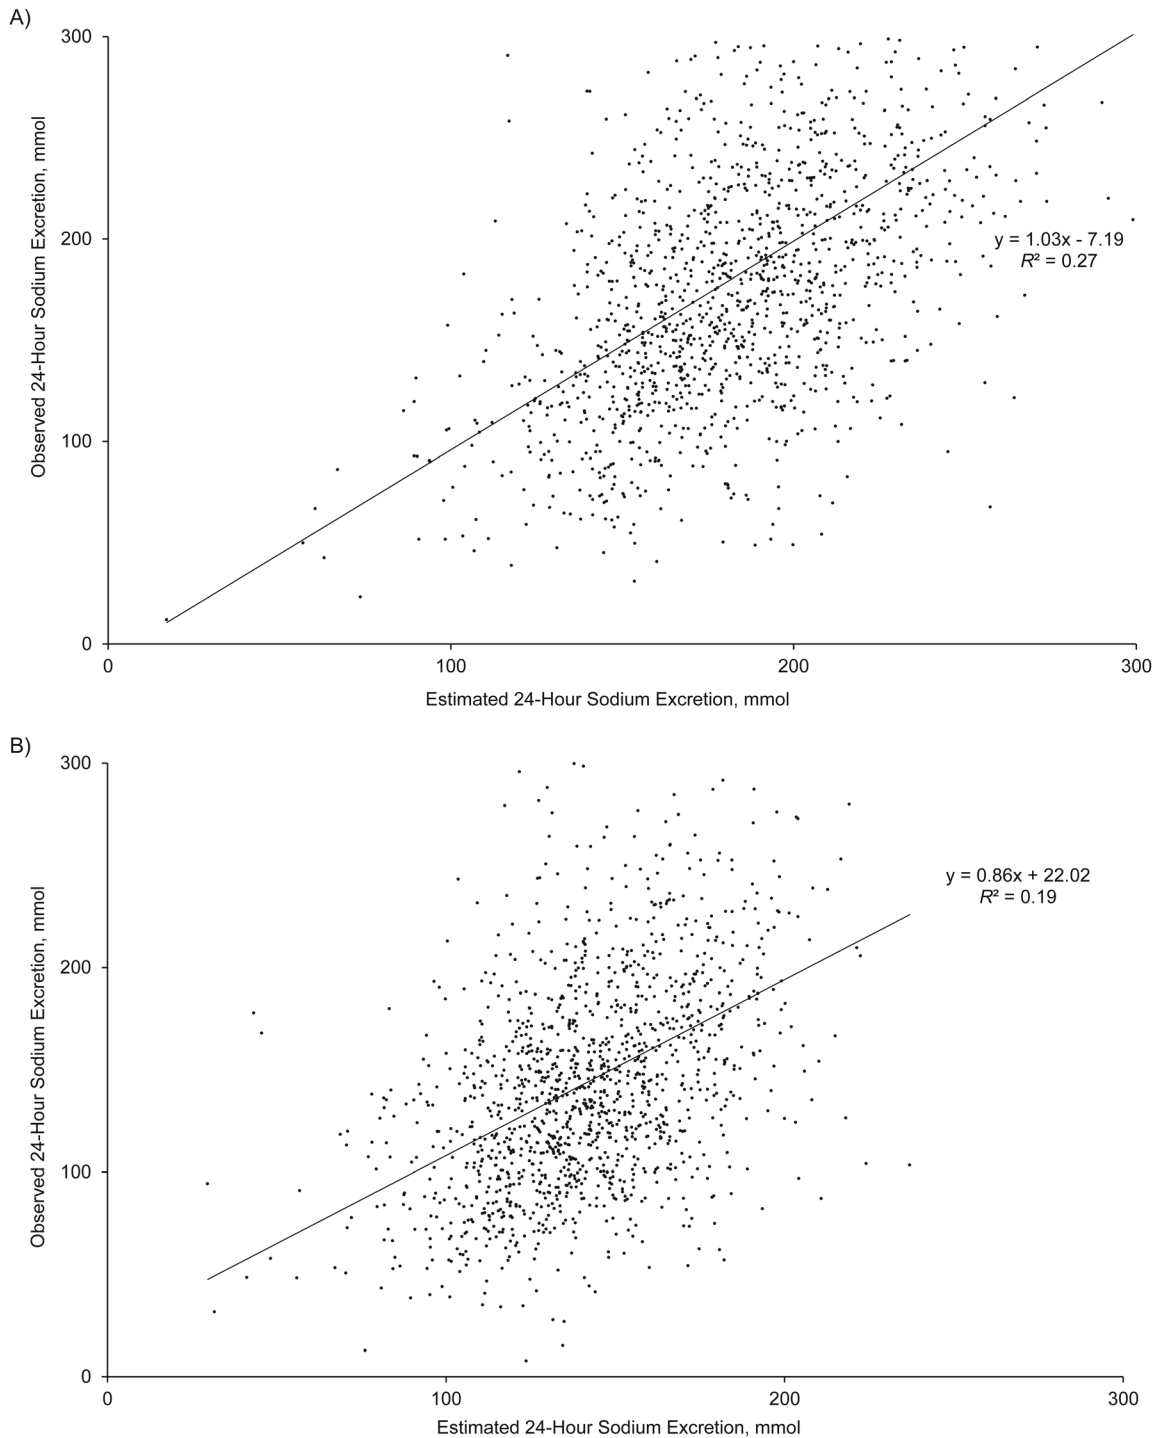 A)
300
200
100
0
Observed 24-Hour Sodium Excretion, mmol
y = 1.03x - 7.19
R² = 0.27
0 100 200 300
Estimated 24-Hour Sodium Excretion, mmol
B)
300
200
100
0
Observed 24-Hour Sodium Excretion, mmol
y = 0.86x + 22.02
R² = 0.19
0 100 200 300
Estimated 24-Hour Sodium Excretion, mmol